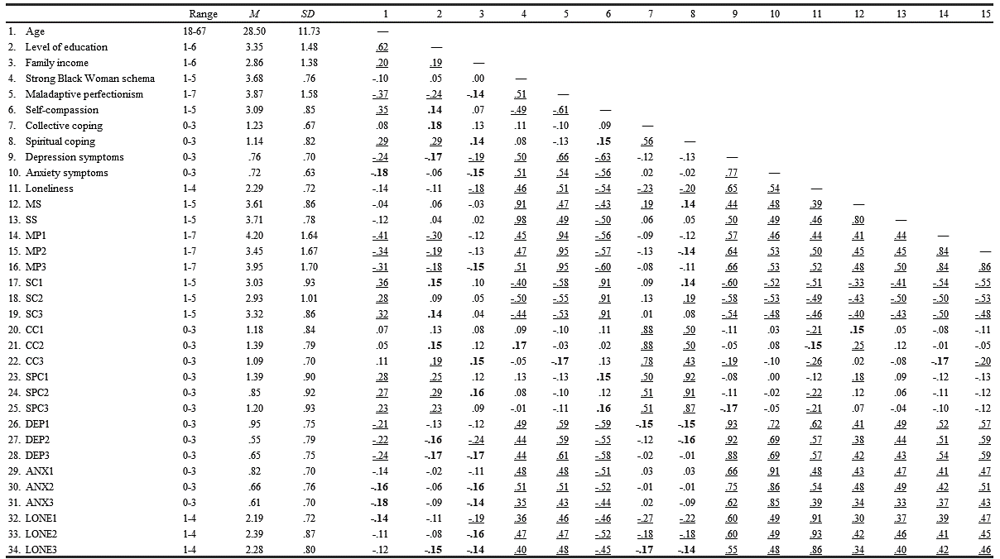 Range M SD 1 2 3 4 5 6 7 8 9 10 11 12 13 14 15
1. Age 18-67 28.50 11.73 —
2. Level of education 1-6 3.35 1.48 .62 —
3. Family income 1-6 2.86 1.38 .20 .19 —
4. Strong Black Woman schema 1-5 3.68 .76 -.10 .05 .00 —
5. Maladaptive perfectionism 1-7 3.87 1.58 -.37 -.24 -.14 .51 —
6. Self-compassion 1-5 3.09 .85 .35 .14 .07 -.49 -.61 —
7. Collective coping 0-3 1.23 .67 .08 .18 .13 .11 -.10 .09 —
8. Spiritual coping 0-3 1.14 .82 .29 .29 .14 .08 -.13 .15 .56 —
9. Depression symptoms 0-3 .76 .70 -.24 -.17 -.19 .50 .66 -.63 -.12 -.13 —
10. Anxiety symptoms 0-3 .72 .63 -.18 -.06 -.15 .51 .54 -.56 .02 -.02 .77 —
11. Loneliness 1-4 2.29 .72 -.14 -.11 -.18 .46 .51 -.54 -.23 -.20 .65 .54 —
12. MS 1-5 3.61 .86 -.04 .06 -.03 .91 .47 -.43 .19 .14 .44 .48 .39 —
13. SS 1-5 3.71 .78 -.12 .04 .02 .98 .49 -.50 .06 .05 .50 .49 .46 .80 —
14. MP1 1-7 4.20 1.64 -.41 -.30 -.12 .45 .94 -.56 -.09 -.12 .57 .46 .44 .41 .44 —
15. MP2 1-7 3.45 1.67 -.34 -.19 -.13 .47 .95 -.57 -.13 -.14 .64 .53 .50 .45 .45 .84 —
16. MP3 1-7 3.95 1.70 -.31 -.18 -.15 .51 .95 -.60 -.08 -.11 .66 .53 .52 .48 .50 .84 .86
17. SC1 1-5 3.03 .93 .36 .15 .10 -.40 -.58 .91 .09 .14 -.60 -.52 -.51 -.33 -.41 -.54 -.55
18. SC2 1-5 2.93 1.01 .28 .09 .05 -.50 -.55 .91 .13 .19 -.58 -.53 -.49 -.43 -.50 -.50 -.53
19. SC3 1-5 3.32 .86 .32 .14 .04 -.44 -.53 .91 .01 .08 -.54 -.48 -.46 -.40 -.43 -.50 -.48
20. CC1 0-3 1.18 .84 .07 .13 .08 .09 -.10 .11 .88 .50 -.11 .03 -.21 .15 .05 -.08 -.11
21. CC2 0-3 1.39 .79 .05 .15 .12 .17 -.03 .02 .88 .50 -.05 .08 -.15 .25 .12 -.01 -.05
22. CC3 0-3 1.09 .70 .11 .19 .15 -.05 -.17 .13 .78 .43 -.19 -.10 -.26 .02 -.08 -.17 -.20
23. SPC1 0-3 1.39 .90 .28 .25 .12 .13 -.13 .15 .50 .92 -.08 .00 -.12 .18 .09 -.12 -.13
24. SPC2 0-3 .85 .92 .27 .29 .16 .08 -.10 .12 .51 .91 -.11 -.02 -.22 .12 .06 -.11 -.12
25. SPC3 0-3 1.20 .93 .23 .23 .09 -.01 -.11 .16 .51 .87 -.17 -.05 -.21 .07 -.04 -.10 -.12
26. DEP1 0-3 .95 .75 -.21 -.13 -.12 .49 .59 -.59 -.15 -.15 .93 .72 .62 .41 .49 .52 .57
27. DEP2 0-3 .55 .79 -.22 -.16 -.24 .44 .59 -.55 -.12 -.16 .92 .69 .57 .38 .44 .51 .59
28. DEP3 0-3 .65 .75 -.24 -.17 -.17 .44 .61 -.58 -.02 -.01 .88 .69 .57 .42 .43 .54 .59
29. ANX1 0-3 .82 .70 -.14 -.02 -.11 .48 .48 -.51 .03 .03 .66 .91 .48 .43 .47 .41 .47
30. ANX2 0-3 .66 .76 -.16 -.06 -.16 .51 .51 -.52 -.01 -.01 .75 .86 .54 .48 .49 .42 .51
31. ANX3 0-3 .61 .70 -.18 -.09 -.14 .35 .43 -.44 .02 -.09 .62 .85 .39 .34 .33 .37 .43
32. LONE1 1-4 2.19 .72 -.14 -.11 -.19 .36 .46 -.46 -.27 -.22 .60 .49 .91 .30 .37 .39 .47
33. LONE2 1-4 2.39 .87 -.11 -.08 -.16 .47 .47 -.52 -.18 -.18 .60 .49 .93 .42 .46 .41 .45
34. LONE3 1-4 2.28 .80 -.12 -.15 -.14 .40 .48 -.45 -.17 -.14 .55 .48 .86 .34 .40 .42 .46